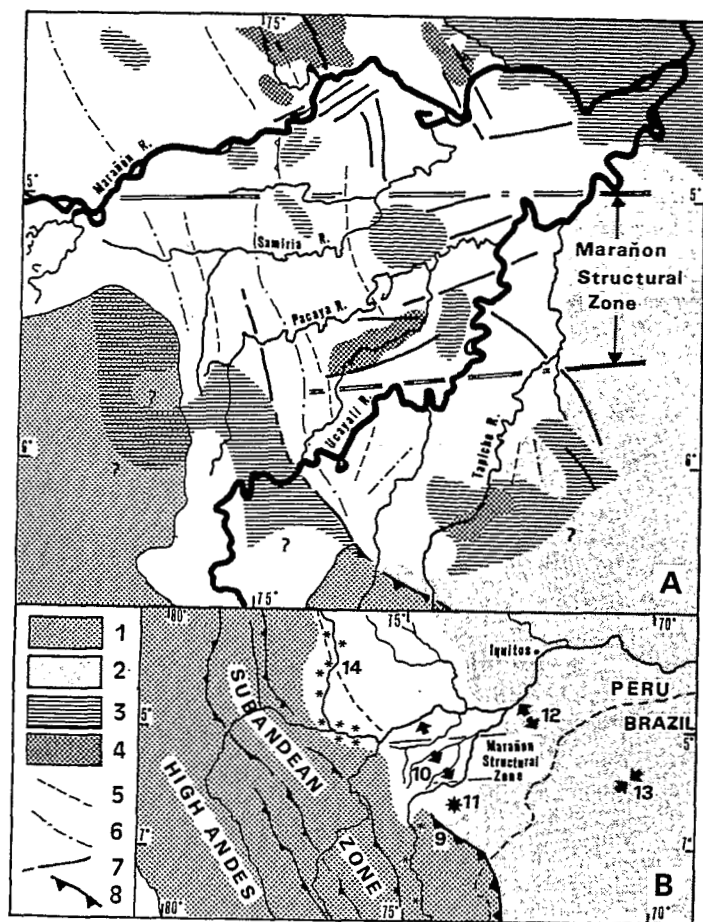 75°
Marañon R.
5°
5°
Samiria R.
Marañon
Structural
Zone
Pacaya R.
?
Ucayali R.
Tapiche R.
6°
6°
?
?
?
75°
A
80
75°
70°
1
2
3
4
5
6
7
8
14
Iquitos
PERU
BRAZIL
12
5°
5°
SUBANDEAN
ZONE
HIGH ANDES
Marañon
Structural
Zone
10
11
13
9
7°
7°
80
75°
70°
B